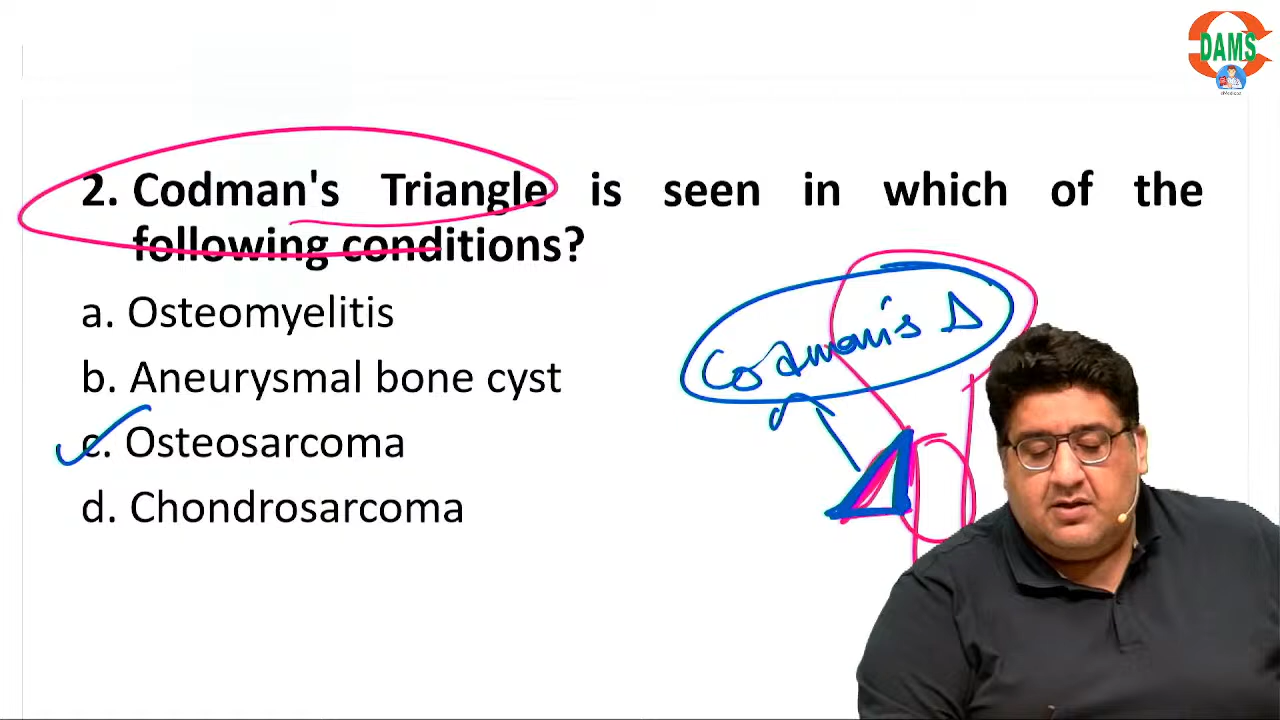 DAMS
eMedicoz
2. Codman's Triangle is seen in which of the
following conditions?
a. Osteomyelitis
b. Aneurysmal bone cyst
c. Osteosarcoma
d. Chondrosarcoma
Codman's Δ